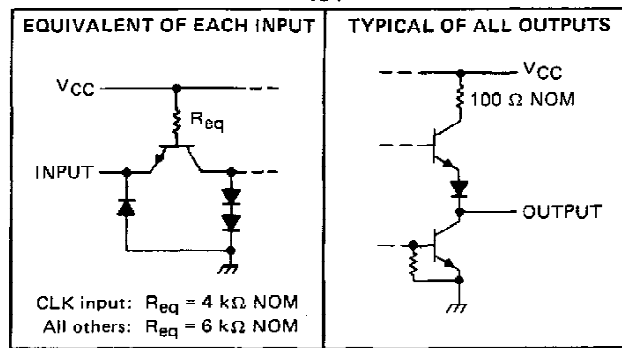 EQUIVALENT OF EACH INPUT
VCC
Req
INPUT
CLK input: Req = 4 kΩ NOM
All others: Req = 6 kΩ NOM
TYPICAL OF ALL OUTPUTS
VCC
100 Ω NOM
OUTPUT